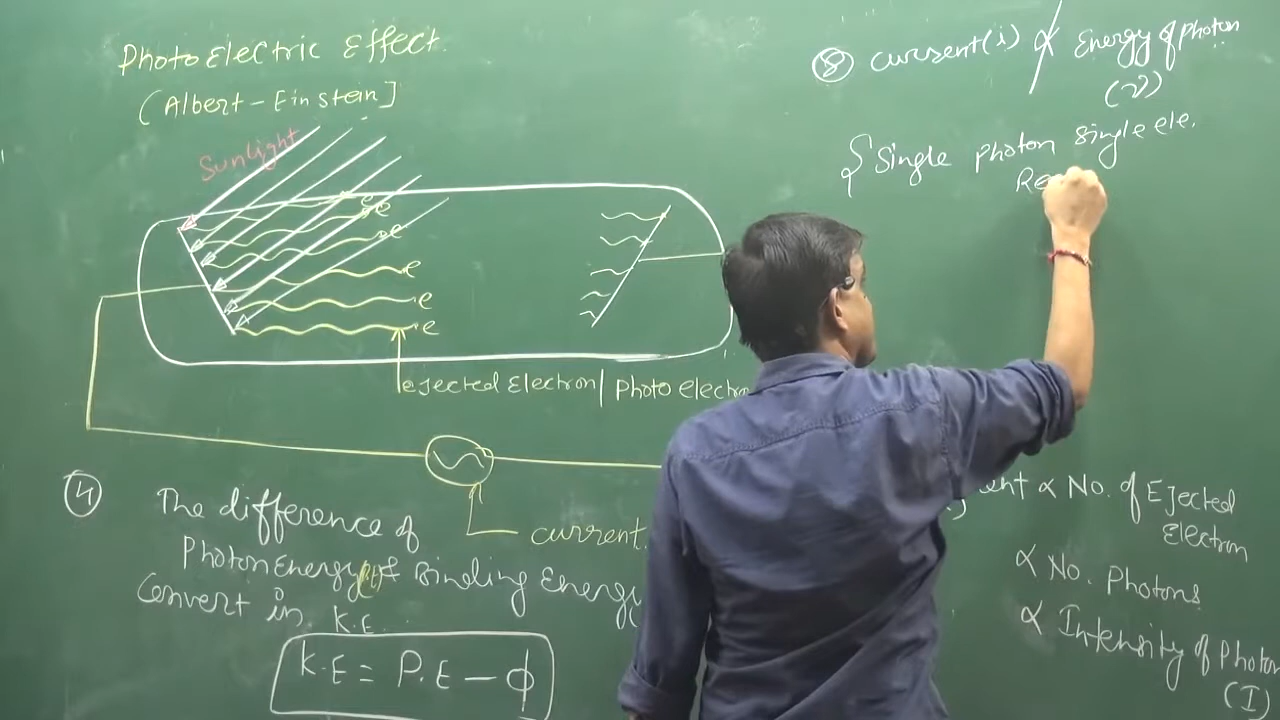 Photo Electric Effect.
(Albert-Einstein]
Sunlight
e
e
e
e
e
e
ejected Electron/Photo electron
current.
4
The difference of
Photon Energy & Binding Energy
Convert in K.E.
K.E = P.E - ϕ
8 current(i) ∝ Energy of photon
(ν)
{ Single photon single ele.
Re
∝ No. of Ejected
Electron
∝ No. Photons
∝ Intensity of Photon
(I)